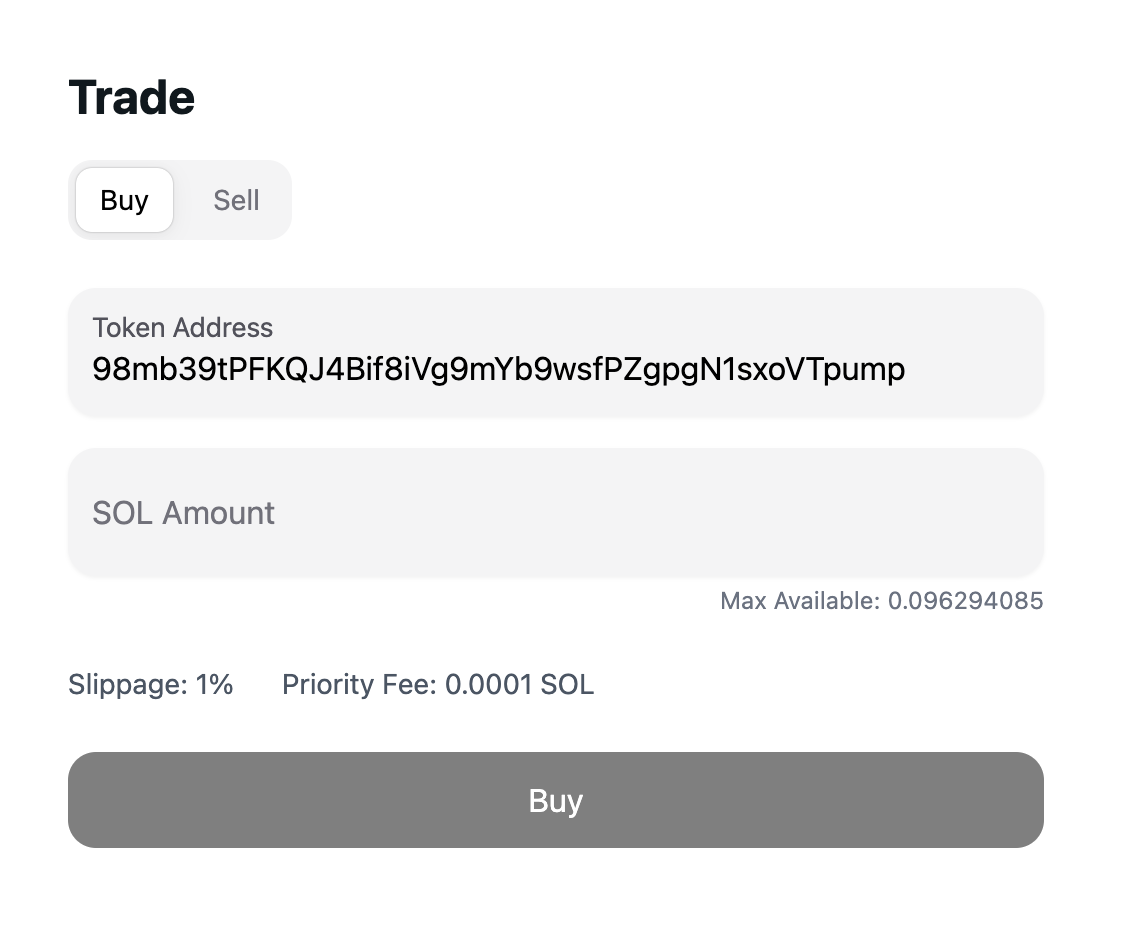 Trade
Buy Sell
Token Address
98mb39tPFKQJ4Bif8iVg9mYb9wsfPZgpgN1sxoVTpump
SOL Amount
Max Available: 0.096294085
Slippage: 1% Priority Fee: 0.0001 SOL
Buy